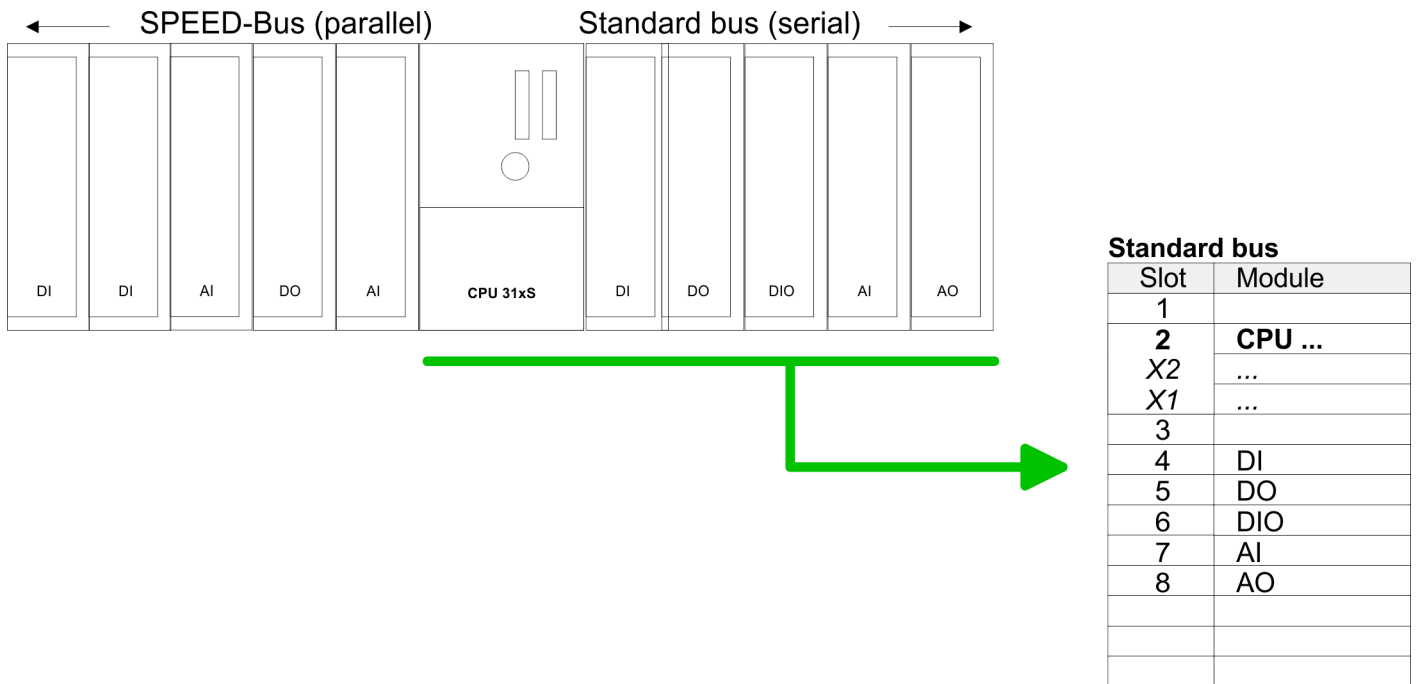 SPEED-Bus (parallel) Standard bus (serial)
DI DI AI DO AI CPU 31xS DI DO DIO AI AO
Standard bus
Slot Module
1
2 CPU ...
X2 ...
X1 ...
3
4 DI
5 DO
6 DIO
7 AI
8 AO